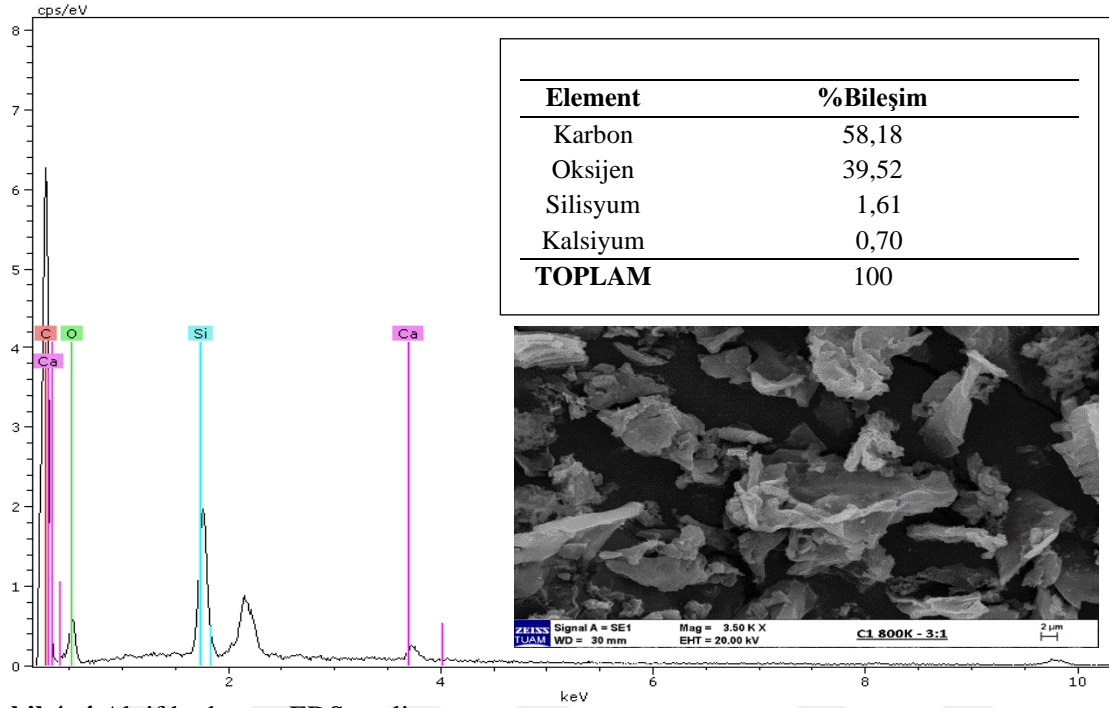 cps/eV
8
7
6
5
4
3
2
1
0
C
O
Si
Ca
Ca
2
4
6
8
10
keV
Element %Bileşim
Karbon 58,18
Oksijen 39,52
Silisyum 1,61
Kalsiyum 0,70
TOPLAM 100
ZEISS
TUAM
Signal A = SE1 Mag = 3.50 K X
WD = 30 mm EHT = 20.00 kV
C1 800K - 3:1
2 µm